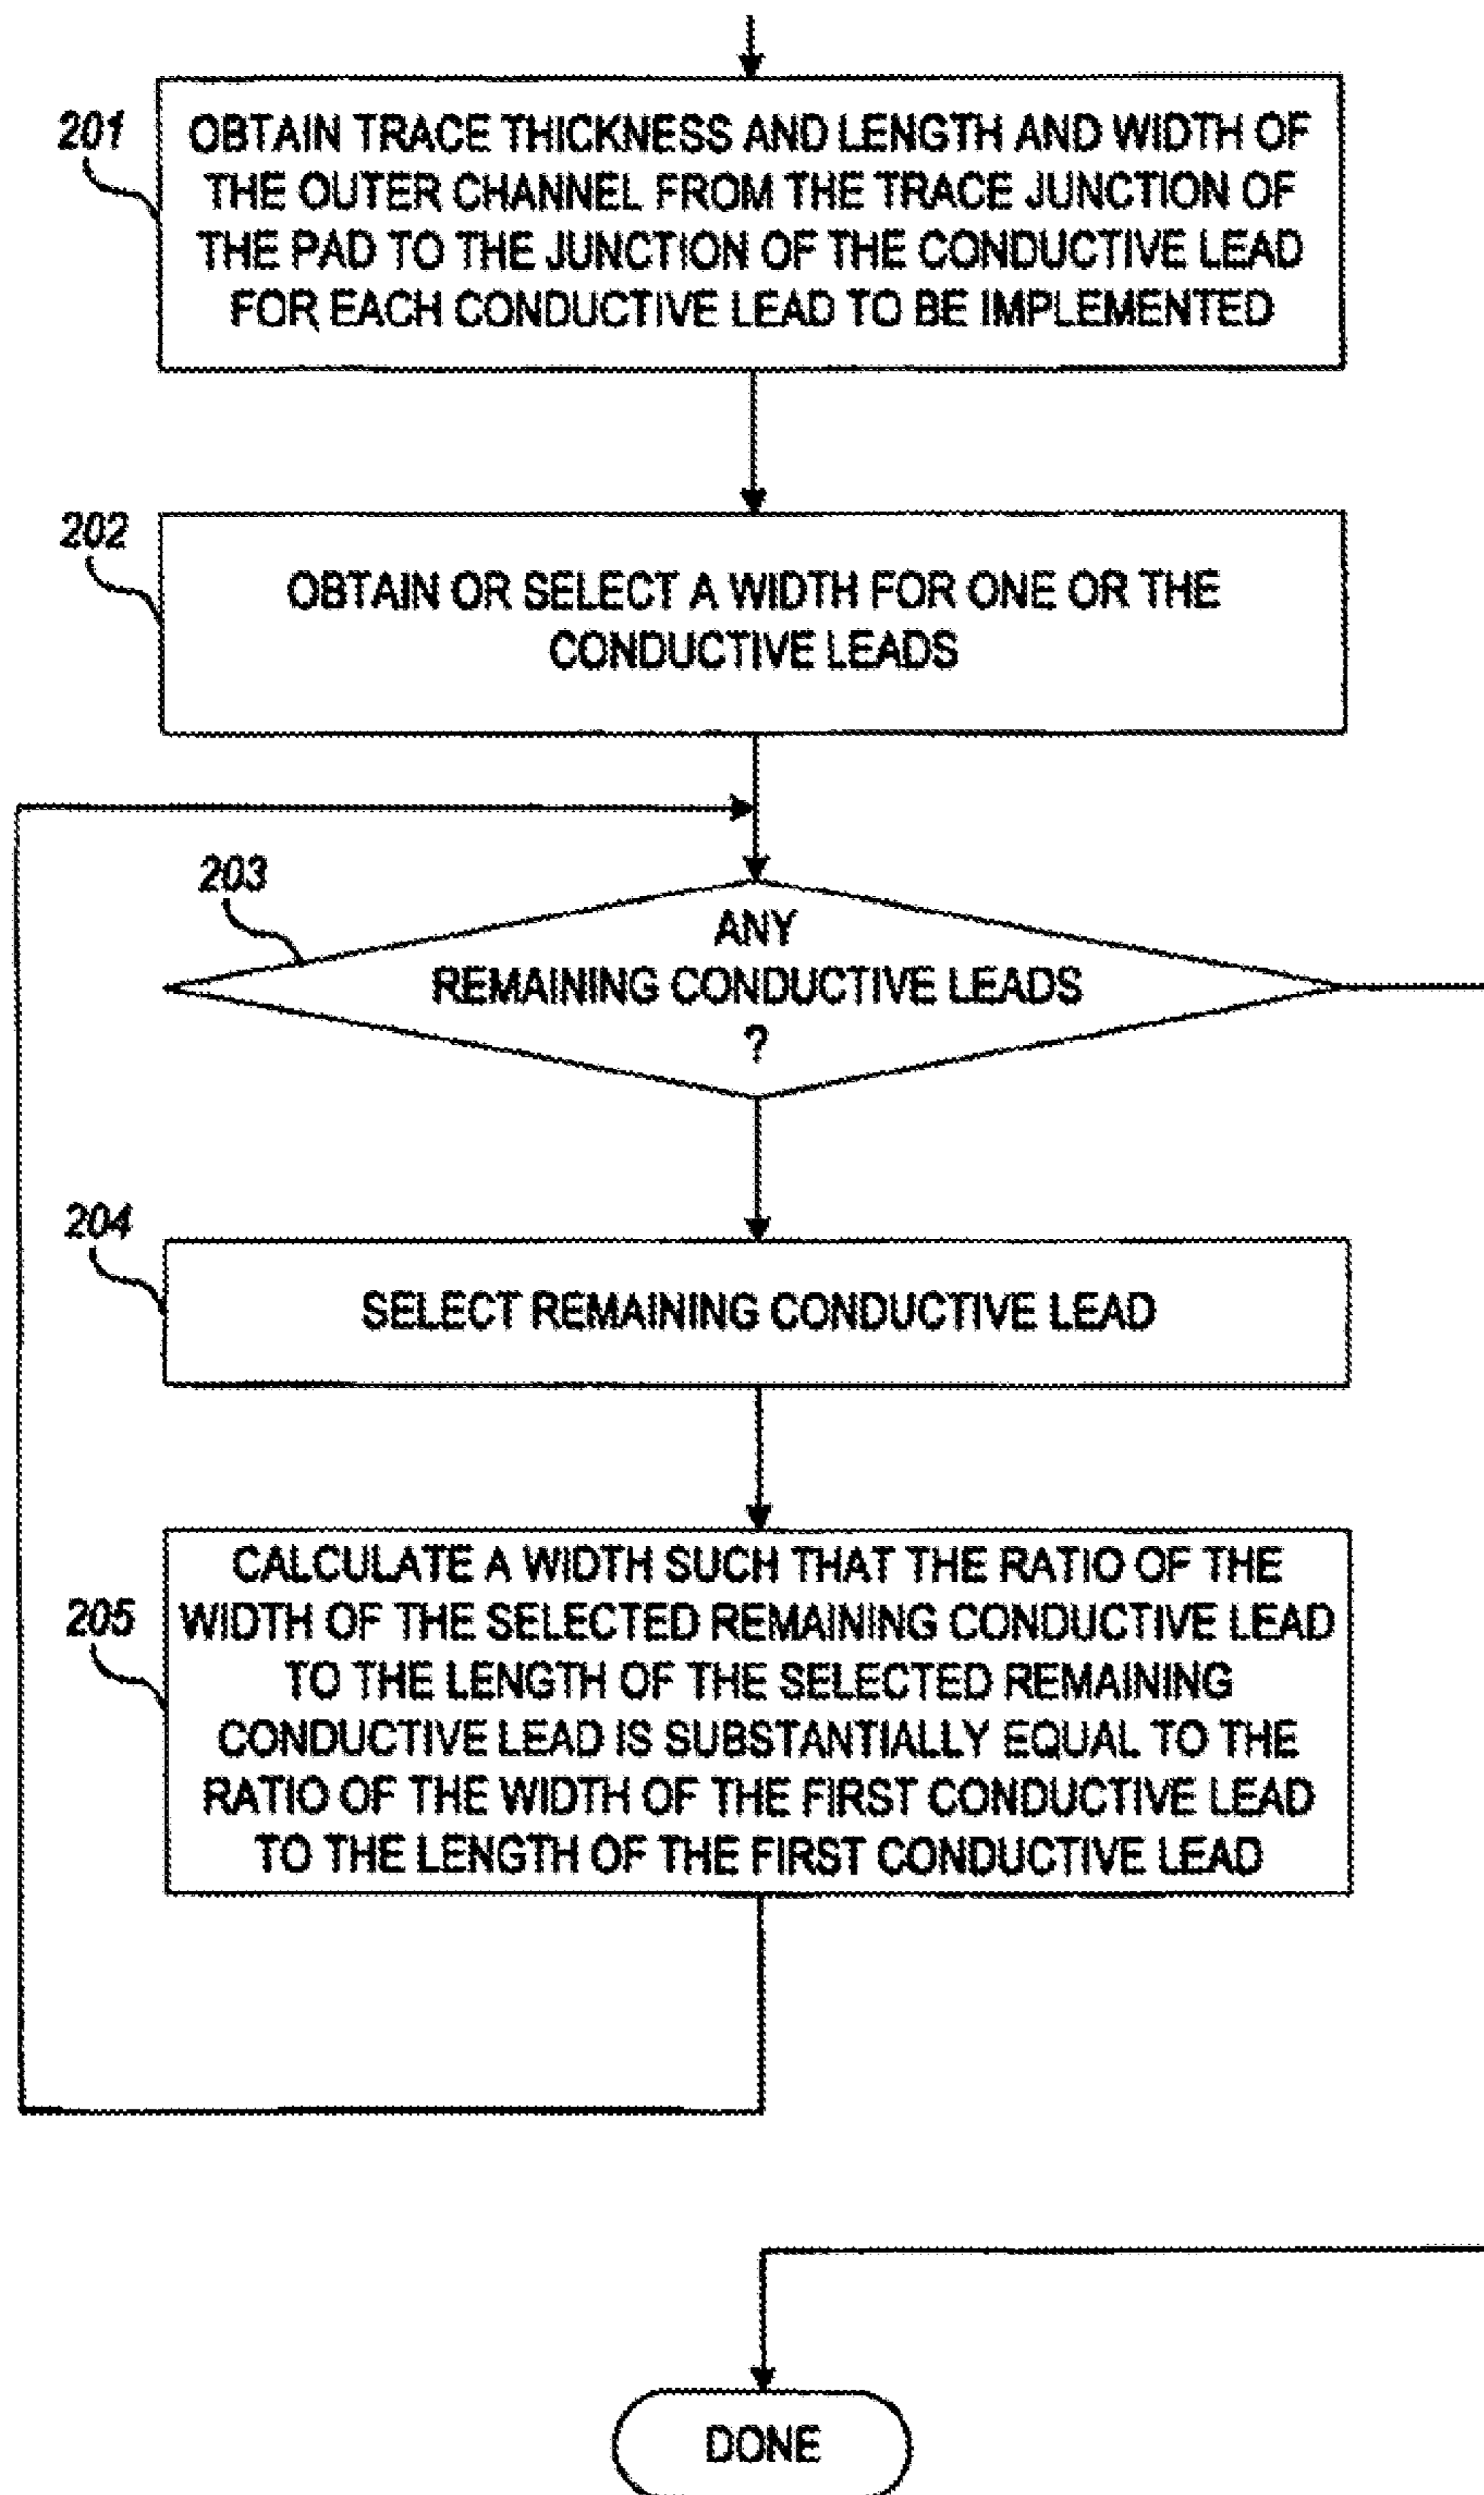 201
OBTAIN TRACE THICKNESS AND LENGTH AND WIDTH OF
THE OUTER CHANNEL FROM THE TRACE JUNCTION OF
THE PAD TO THE JUNCTION OF THE CONDUCTIVE LEAD
FOR EACH CONDUCTIVE LEAD TO BE IMPLEMENTED
202
OBTAIN OR SELECT A WIDTH FOR ONE OR THE
CONDUCTIVE LEADS
203
ANY
REMAINING CONDUCTIVE LEADS
?
204
SELECT REMAINING CONDUCTIVE LEAD
205
CALCULATE A WIDTH SUCH THAT THE RATIO OF THE
WIDTH OF THE SELECTED REMAINING CONDUCTIVE LEAD
TO THE LENGTH OF THE SELECTED REMAINING
CONDUCTIVE LEAD IS SUBSTANTIALLY EQUAL TO THE
RATIO OF THE WIDTH OF THE FIRST CONDUCTIVE LEAD
TO THE LENGTH OF THE FIRST CONDUCTIVE LEAD
DONE